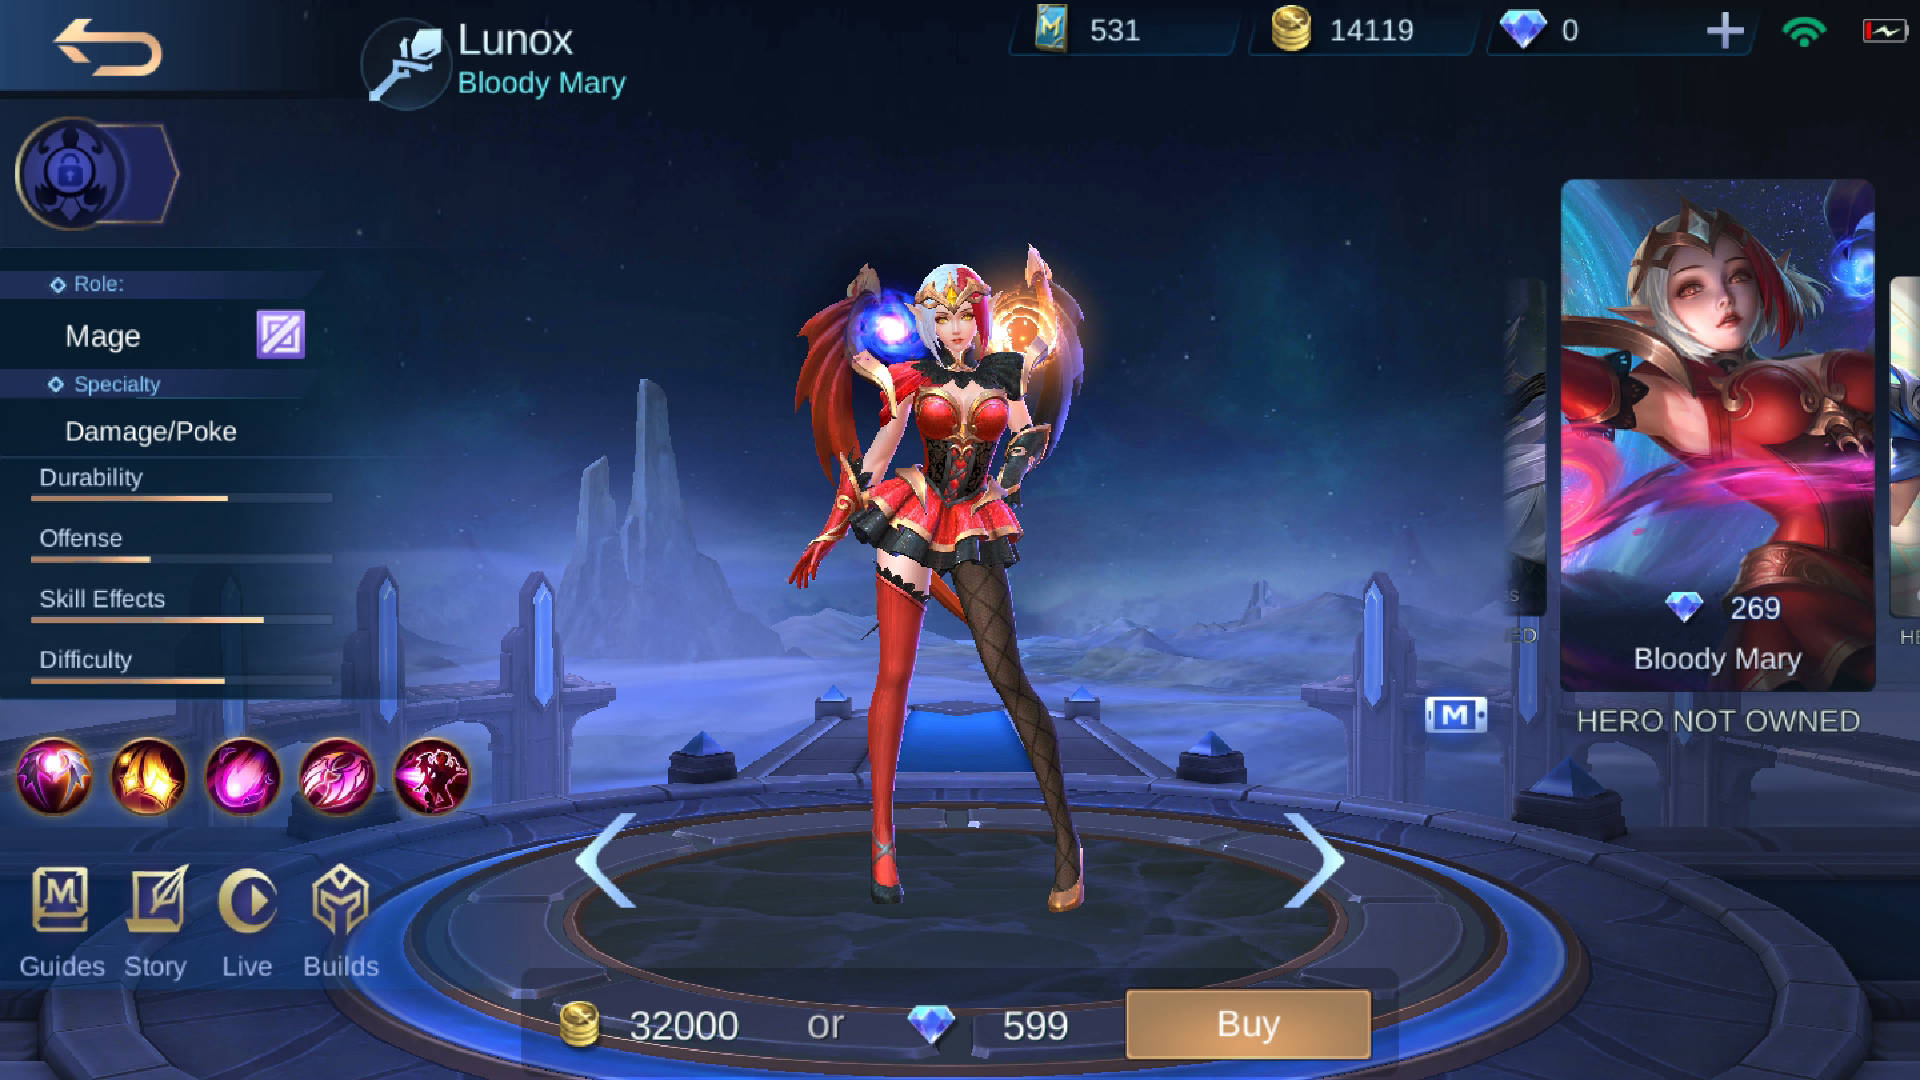 Lunox
Bloody Mary
M
531
14119
0
Role:
Mage
Specialty
Damage/Poke
Durability
Offense
Skill Effects
Difficulty
M
Guides
Story
Live
Builds
269
Bloody Mary
HERO NOT OWNED
M
32000
or
599
Buy